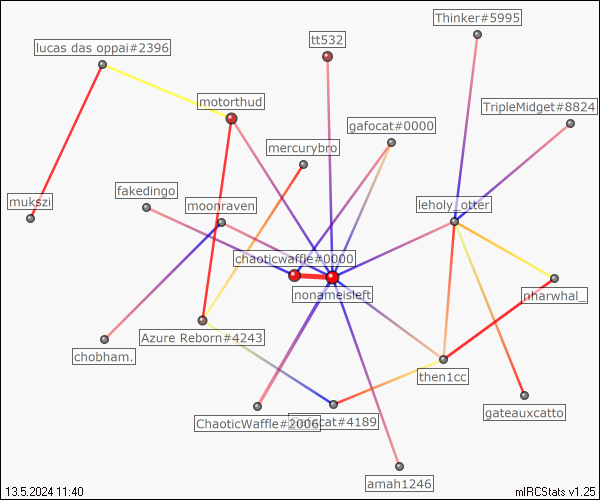 Thinker#5995
tt532
lucas das oppai#2396
motorthud
TripleMidget#8824
gafocat#0000
mercurybro
fakedingo
mukszi
moonraven
leholy_otter
chaoticwaffle#0000
nonameisleft
nharwhal_
Azure Reborn#4243
chobham.
then1cc
gateauxcatto
ChaoticWaffle#2006
#4189
amah1246
13.5.2024 11:40
mIRCStats v1.25